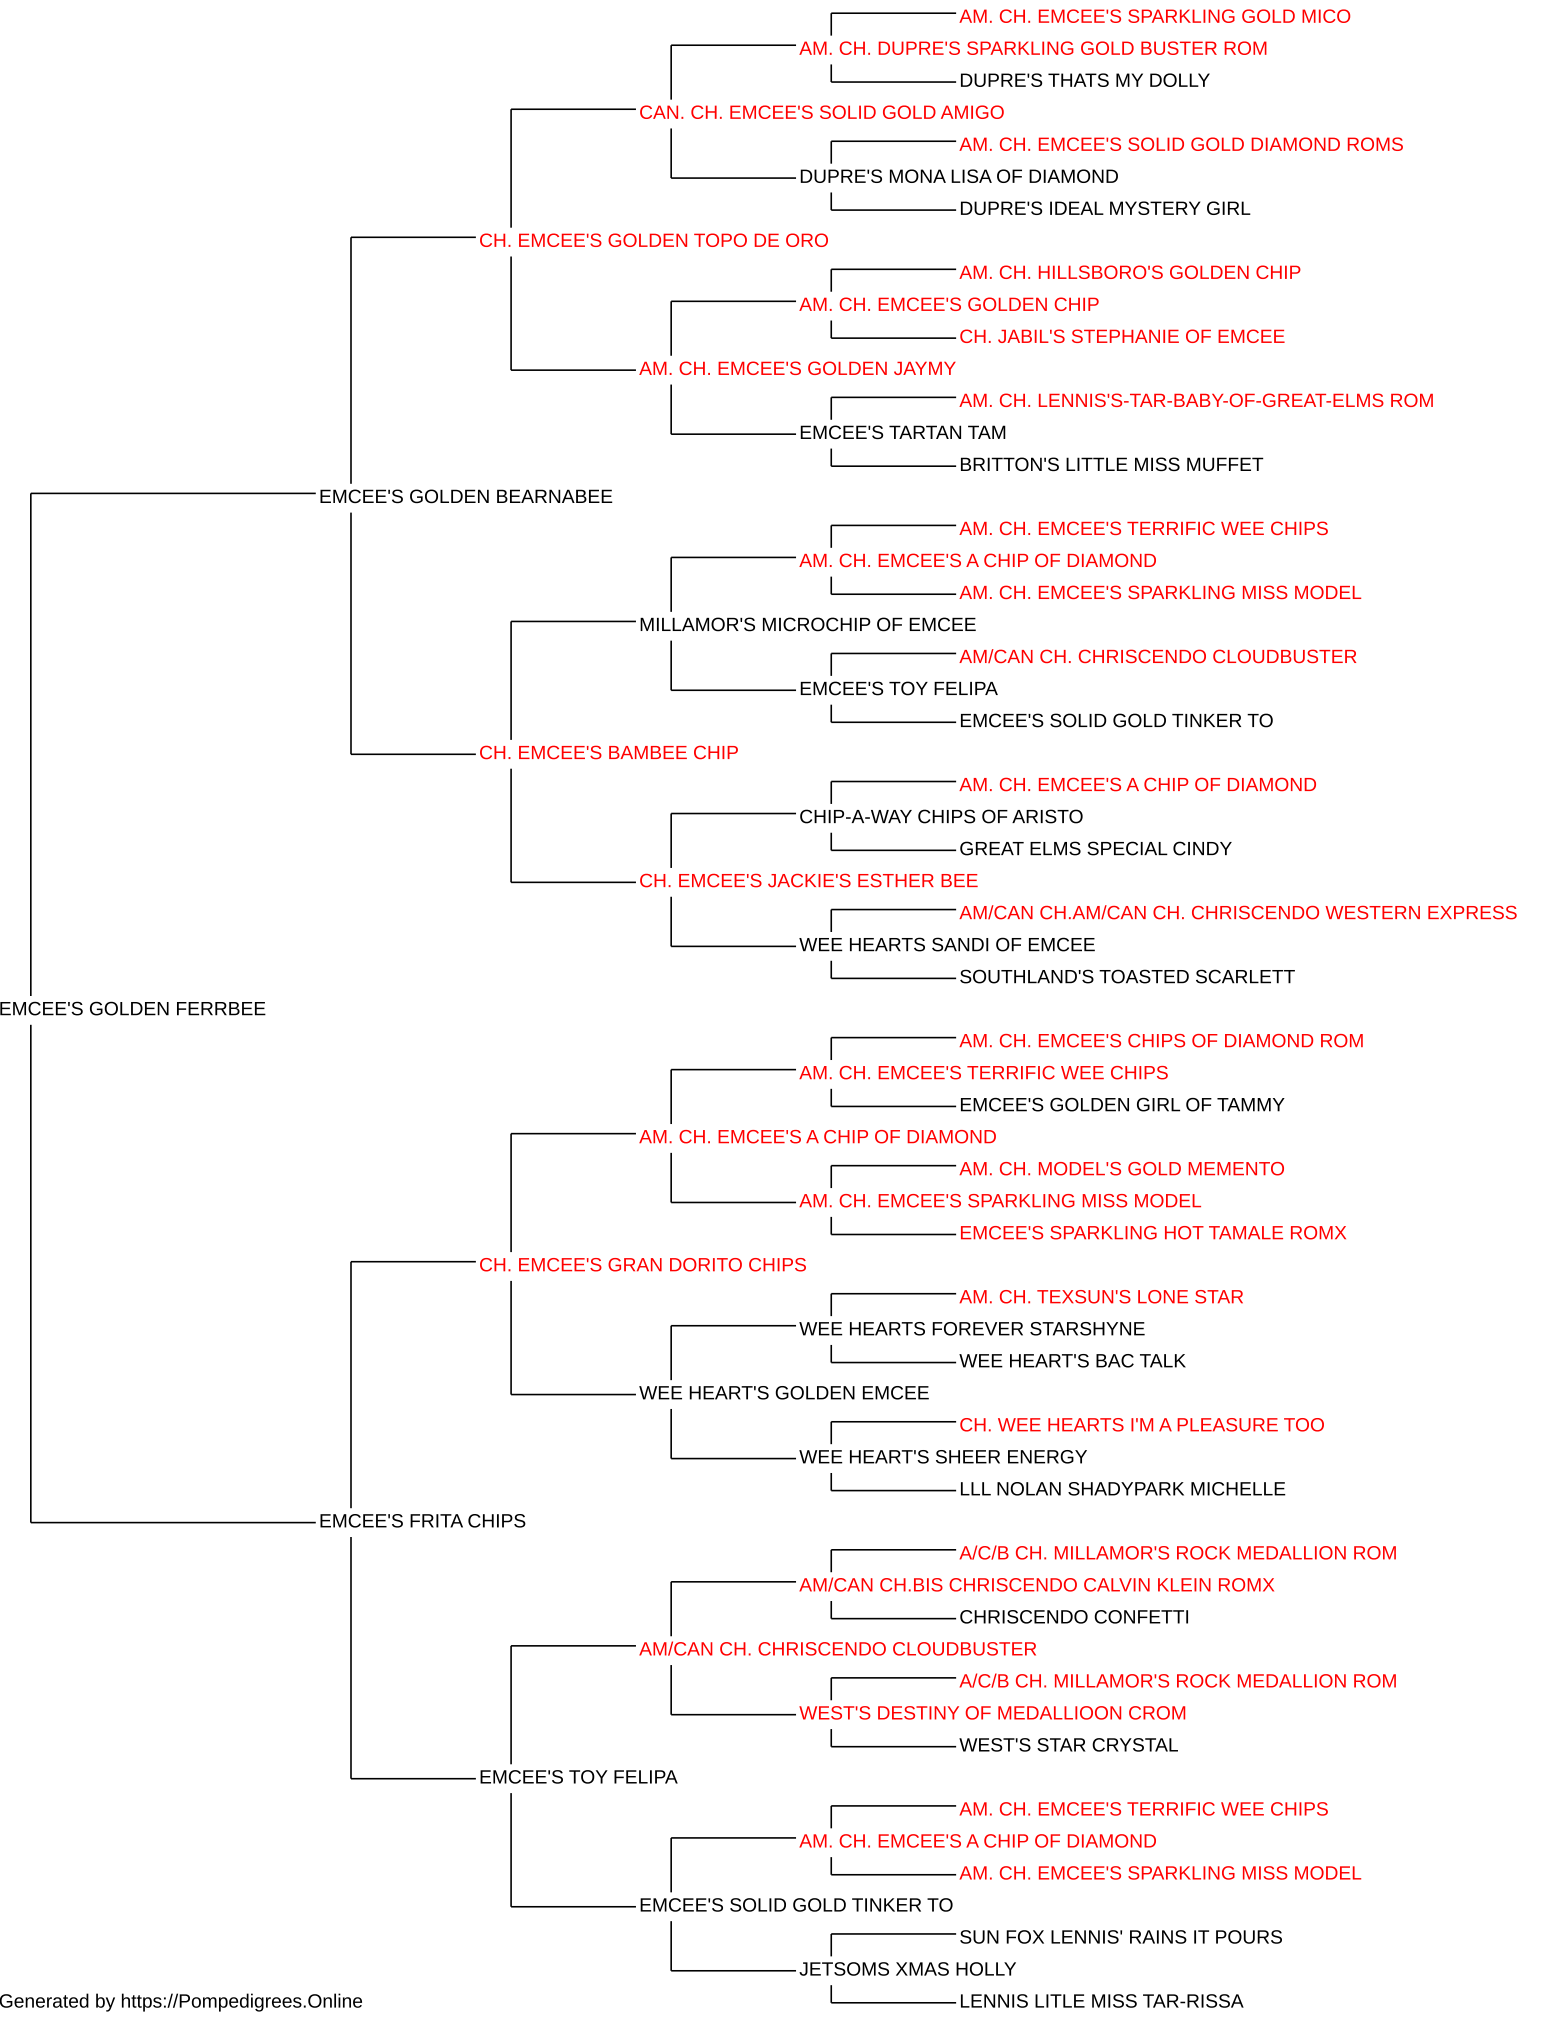 AM. CH. EMCEE'S SPARKLING GOLD MICO
AM. CH. DUPRE'S SPARKLING GOLD BUSTER ROM
DUPRE'S THATS MY DOLLY
CAN. CH. EMCEE'S SOLID GOLD AMIGO
AM. CH. EMCEE'S SOLID GOLD DIAMOND ROMS
DUPRE'S MONA LISA OF DIAMOND
DUPRE'S IDEAL MYSTERY GIRL
CH. EMCEE'S GOLDEN TOPO DE ORO
AM. CH. HILLSBORO'S GOLDEN CHIP
AM. CH. EMCEE'S GOLDEN CHIP
CH. JABIL'S STEPHANIE OF EMCEE
AM. CH. EMCEE'S GOLDEN JAYMY
AM. CH. LENNIS'S-TAR-BABY-OF-GREAT-ELMS ROM
EMCEE'S TARTAN TAM
BRITTON'S LITTLE MISS MUFFET
EMCEE'S GOLDEN BEARNABEE
AM. CH. EMCEE'S TERRIFIC WEE CHIPS
AM. CH. EMCEE'S A CHIP OF DIAMOND
AM. CH. EMCEE'S SPARKLING MISS MODEL
MILLAMOR'S MICROCHIP OF EMCEE
AM/CAN CH. CHRISCENDO CLOUDBUSTER
EMCEE'S TOY FELIPA
EMCEE'S SOLID GOLD TINKER TO
CH. EMCEE'S BAMBEE CHIP
AM. CH. EMCEE'S A CHIP OF DIAMOND
CHIP-A-WAY CHIPS OF ARISTO
GREAT ELMS SPECIAL CINDY
CH. EMCEE'S JACKIE'S ESTHER BEE
AM/CAN CH.AM/CAN CH. CHRISCENDO WESTERN EXPRESS
WEE HEARTS SANDI OF EMCEE
SOUTHLAND'S TOASTED SCARLETT
EMCEE'S GOLDEN FERRBEE
AM. CH. EMCEE'S CHIPS OF DIAMOND ROM
AM. CH. EMCEE'S TERRIFIC WEE CHIPS
EMCEE'S GOLDEN GIRL OF TAMMY
AM. CH. EMCEE'S A CHIP OF DIAMOND
AM. CH. MODEL'S GOLD MEMENTO
AM. CH. EMCEE'S SPARKLING MISS MODEL
EMCEE'S SPARKLING HOT TAMALE ROMX
CH. EMCEE'S GRAN DORITO CHIPS
AM. CH. TEXSUN'S LONE STAR
WEE HEARTS FOREVER STARSHYNE
WEE HEART'S BAC TALK
WEE HEART'S GOLDEN EMCEE
CH. WEE HEARTS I'M A PLEASURE TOO
WEE HEART'S SHEER ENERGY
LLL NOLAN SHADYPARK MICHELLE
EMCEE'S FRITA CHIPS
A/C/B CH. MILLAMOR'S ROCK MEDALLION ROM
AM/CAN CH.BIS CHRISCENDO CALVIN KLEIN ROMX
CHRISCENDO CONFETTI
AM/CAN CH. CHRISCENDO CLOUDBUSTER
A/C/B CH. MILLAMOR'S ROCK MEDALLION ROM
WEST'S DESTINY OF MEDALLIOON CROM
WEST'S STAR CRYSTAL
EMCEE'S TOY FELIPA
AM. CH. EMCEE'S TERRIFIC WEE CHIPS
AM. CH. EMCEE'S A CHIP OF DIAMOND
AM. CH. EMCEE'S SPARKLING MISS MODEL
EMCEE'S SOLID GOLD TINKER TO
SUN FOX LENNIS' RAINS IT POURS
JETSOMS XMAS HOLLY
LENNIS LITLE MISS TAR-RISSA
Generated by https://Pompedigrees.Online